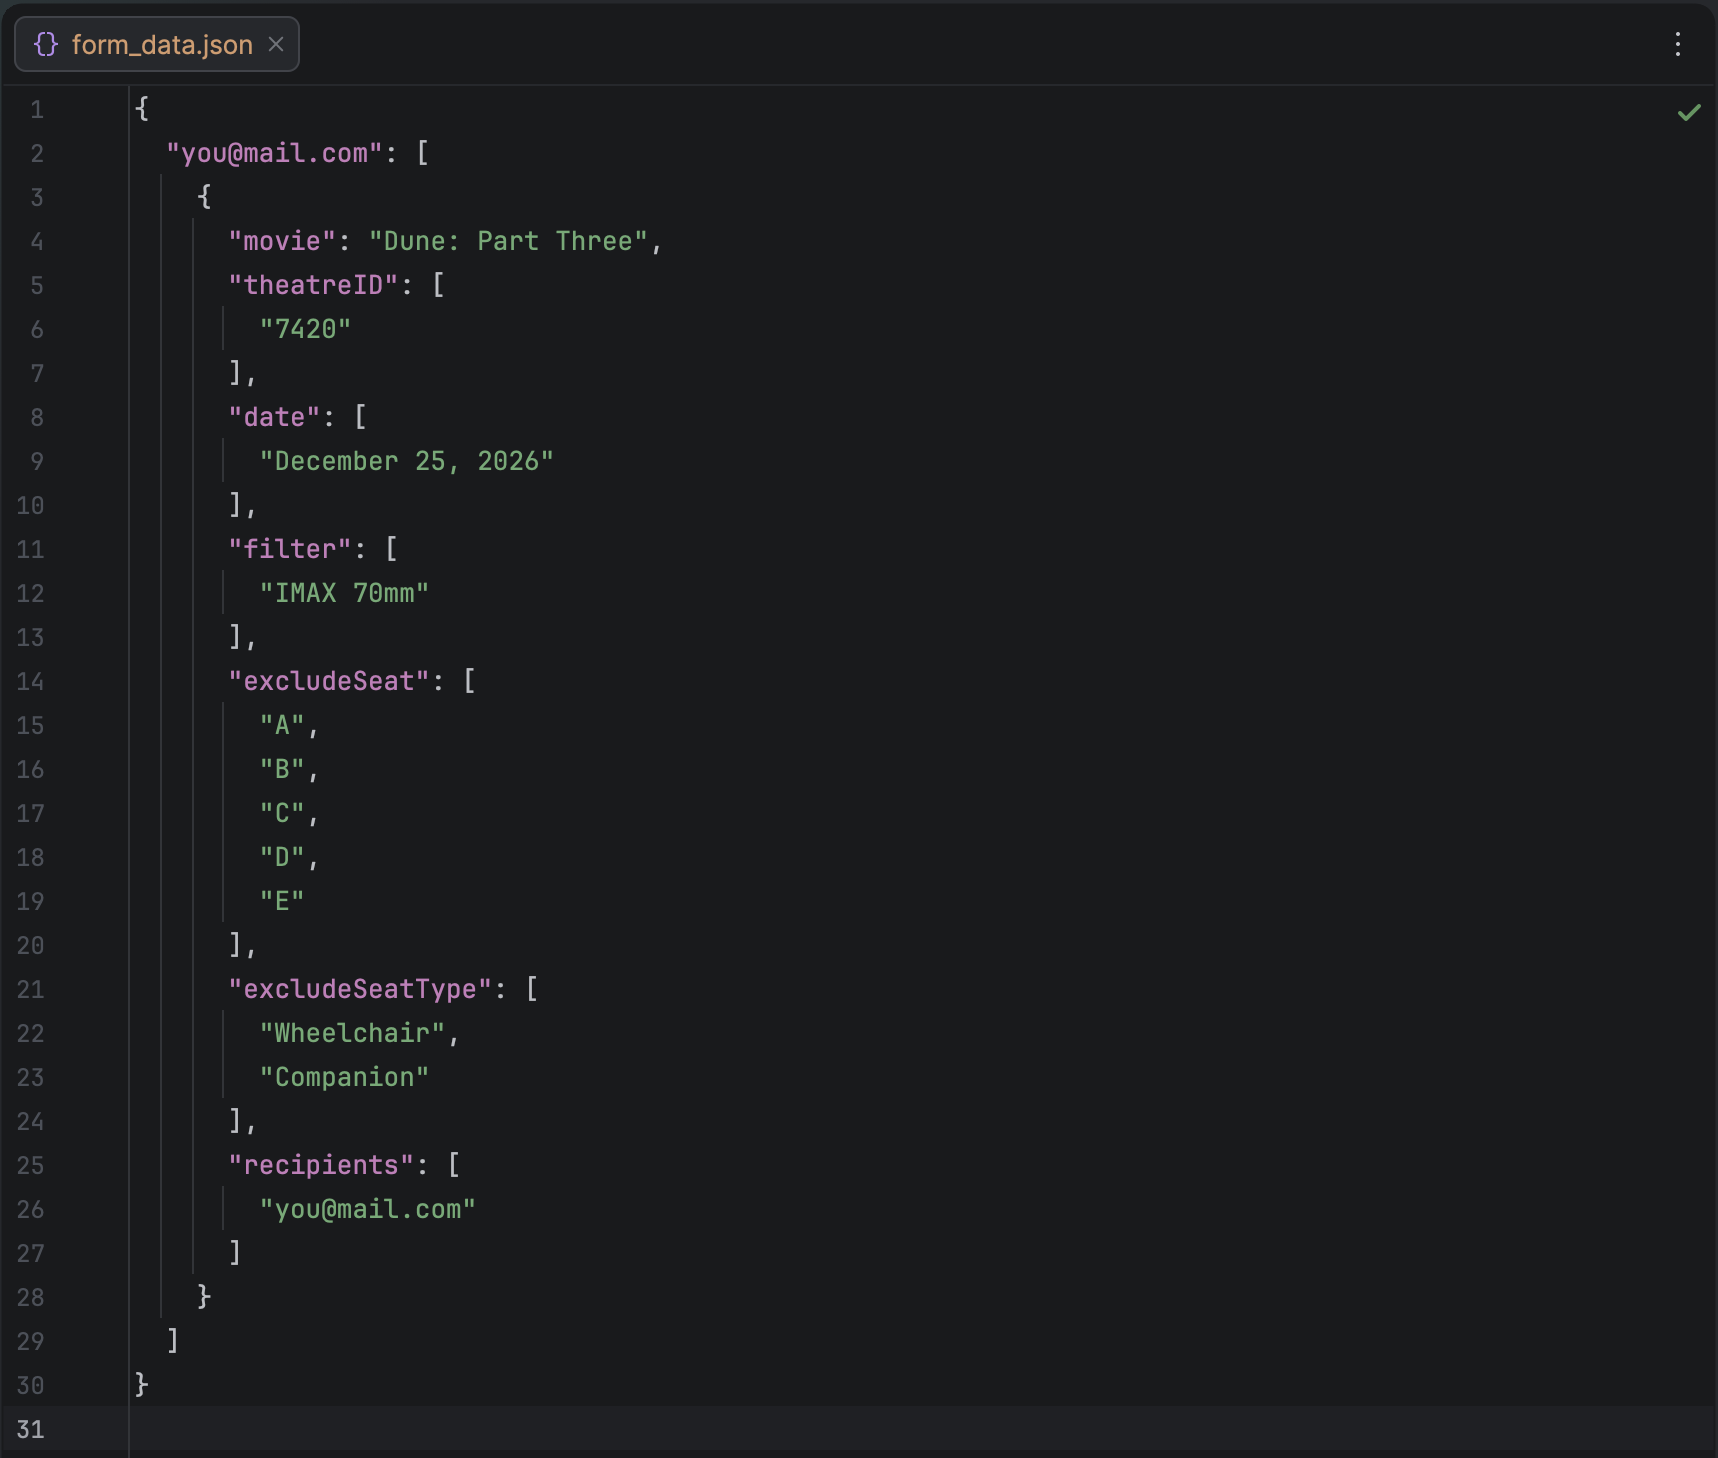 form_data.json
1 {
2   "you@mail.com": [
3     {
4       "movie": "Dune: Part Three",
5       "theatreID": [
6         "7420"
7       ],
8       "date": [
9         "December 25, 2026"
10       ],
11       "filter": [
12         "IMAX 70mm"
13       ],
14       "excludeSeat": [
15         "A",
16         "B",
17         "C",
18         "D",
19         "E"
20       ],
21       "excludeSeatType": [
22         "Wheelchair",
23         "Companion"
24       ],
25       "recipients": [
26         "you@mail.com"
27       ]
28     }
29   ]
30 }
31